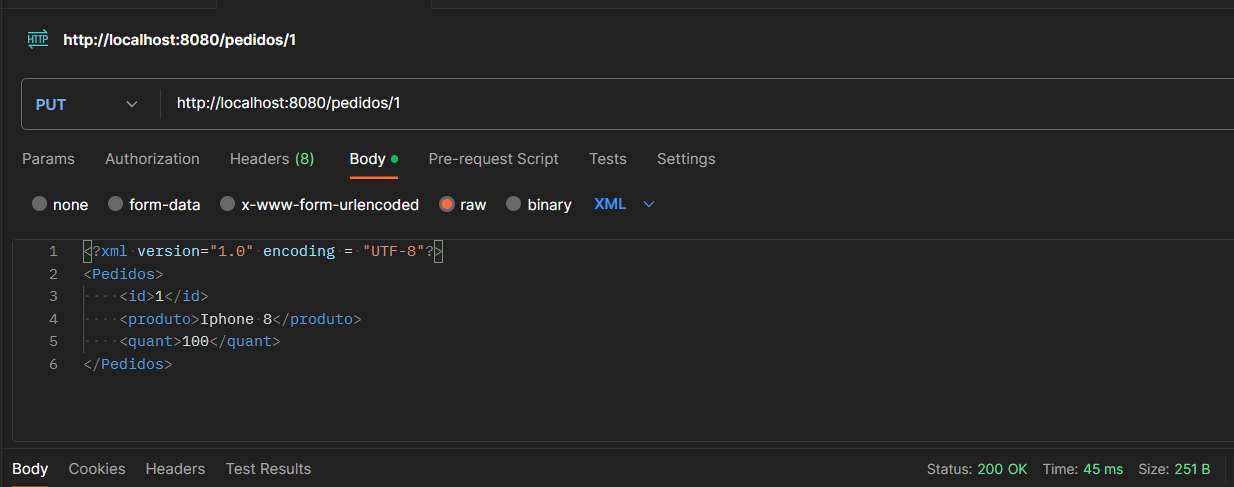 HTTP http://localhost:8080/pedidos/1
PUT http://localhost:8080/pedidos/1
Params Authorization Headers (8) Body Pre-request Script Tests Settings
none form-data x-www-form-urlencoded raw binary XML
1 <?xml version="1.0" encoding = "UTF-8"?>
2 <Pedidos>
3 <id>1</id>
4 <produto>Iphone 8</produto>
5 <quant>100</quant>
6 </Pedidos>
Body Cookies Headers Test Results Status: 200 OK Time: 45 ms Size: 251 B